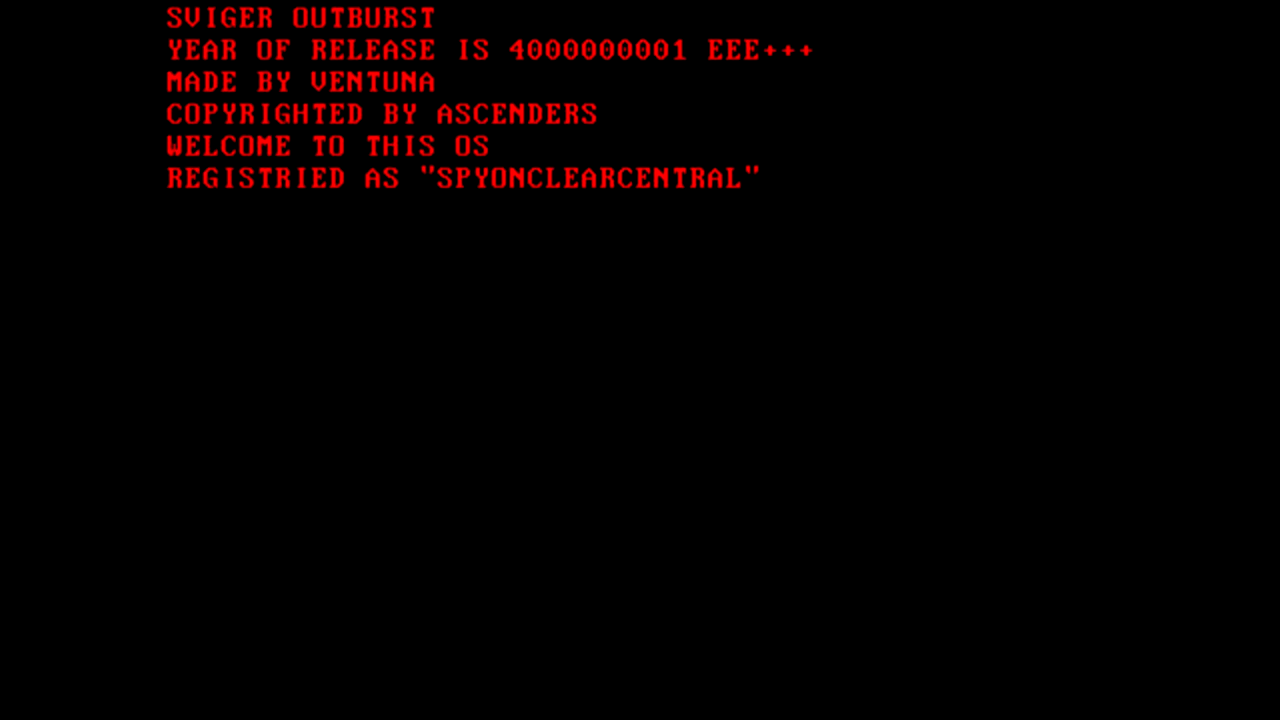 SVIGER OUTBURST
YEAR OF RELEASE IS 4000000001 EEE+++
MADE BY VENTUNA
COPYRIGHTED BY ASCENDERS
WELCOME TO THIS OS
REGISTRIED AS "SPYONCLEARCENTRAL"